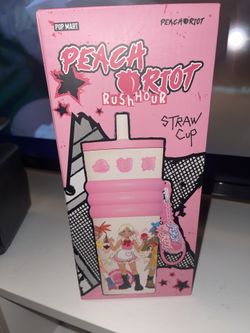 POP MART
PEACH RIOT
PEACH RIOT
RUSH HOUR
STRAW
CUP